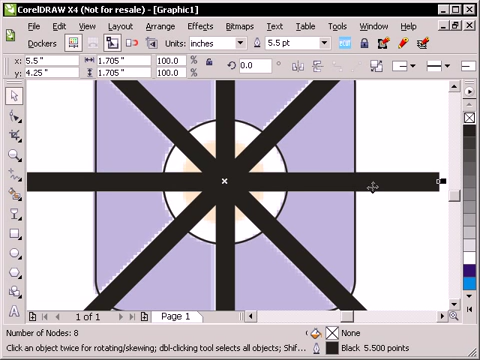 CorelDRAW X4 (Not for resale) - [Graphic1]
File Edit View Layout Arrange Effects Bitmaps Text Table Tools
Window Help
Dockers Units: inches 5.5 pt
x: 5.5 " 1.705 " 100.0 % 0.0 °
y: 4.25 " 1.705 " 100.0 %
1 of 1 Page 1
Number of Nodes: 8 None
Click an object twice for rotating/skewing; dbl-clicking tool selects all objects; Shif... Black 5.500 points